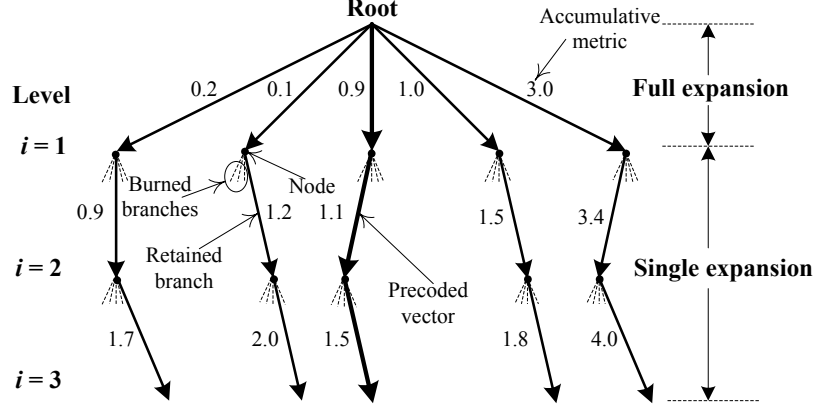 Root
Accumulative
metric
Level
0.2
0.1
0.9
1.0
3.0
Full expansion
i = 1
Burned
branches
Node
0.9
1.2
1.1
1.5
3.4
Retained
branch
i = 2
Precoded
vector
Single expansion
1.7
2.0
1.5
1.8
4.0
i = 3